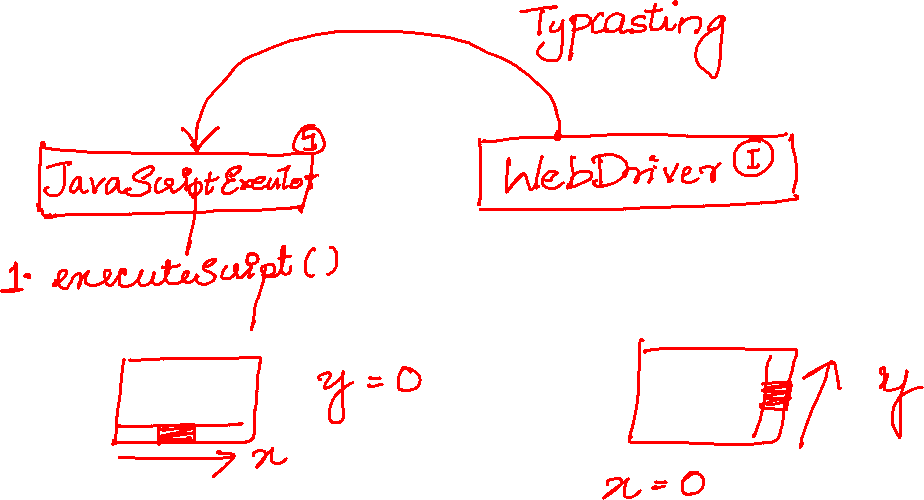 Typcasting
I
JavaScriptExecutor
WebDriver I
1. executeScript()
y = 0
y
x
x = 0